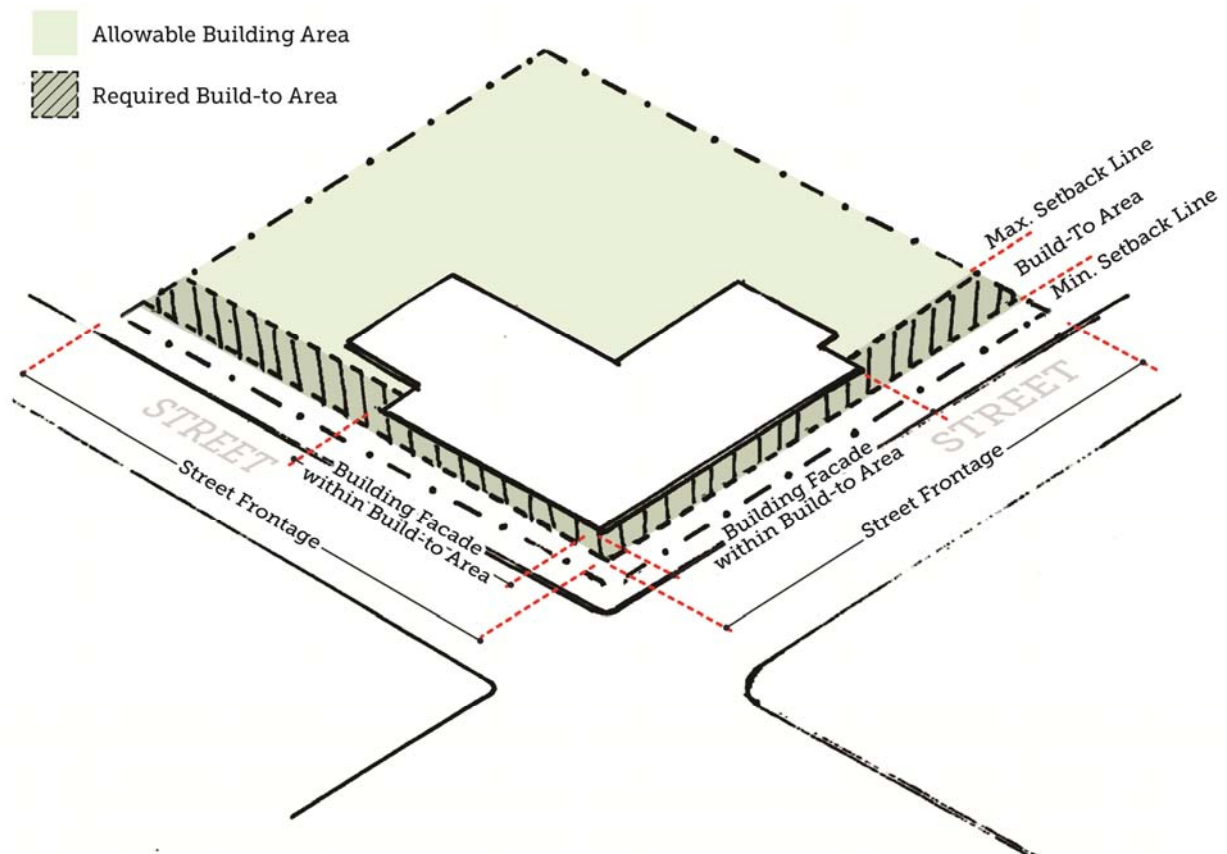 Allowable Building Area
Required Build-to Area
Max. Setback Line
Build-To Area
Min. Setback Line
STREET
STREET
Building Facade
within Build-to Area
Street Frontage
Building Facade
within Build-to Area
Street Frontage